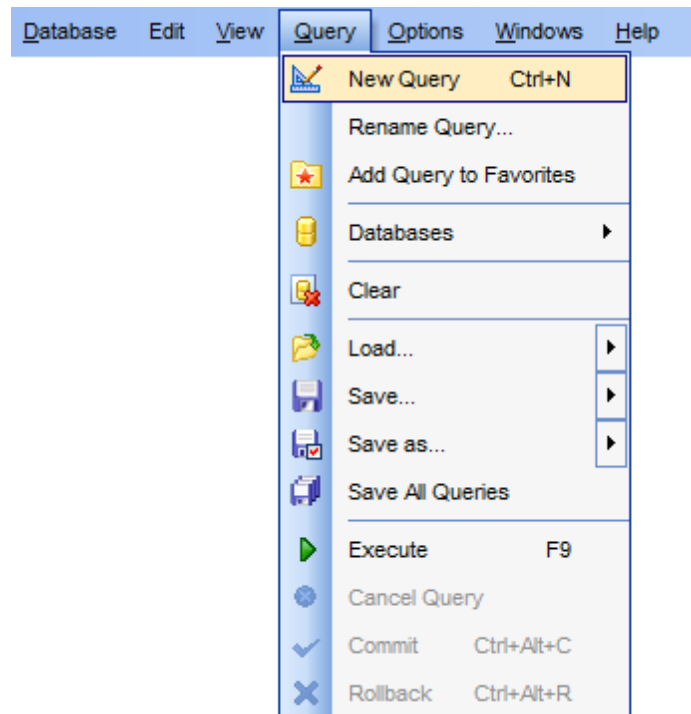 Database Edit View Query Options Windows Help
New Query Ctrl+N
Rename Query...
Add Query to Favorites
Databases
Clear
Load...
Save...
Save as...
Save All Queries
Execute F9
Cancel Query
Commit Ctrl+Alt+C
Rollback Ctrl+Alt+R